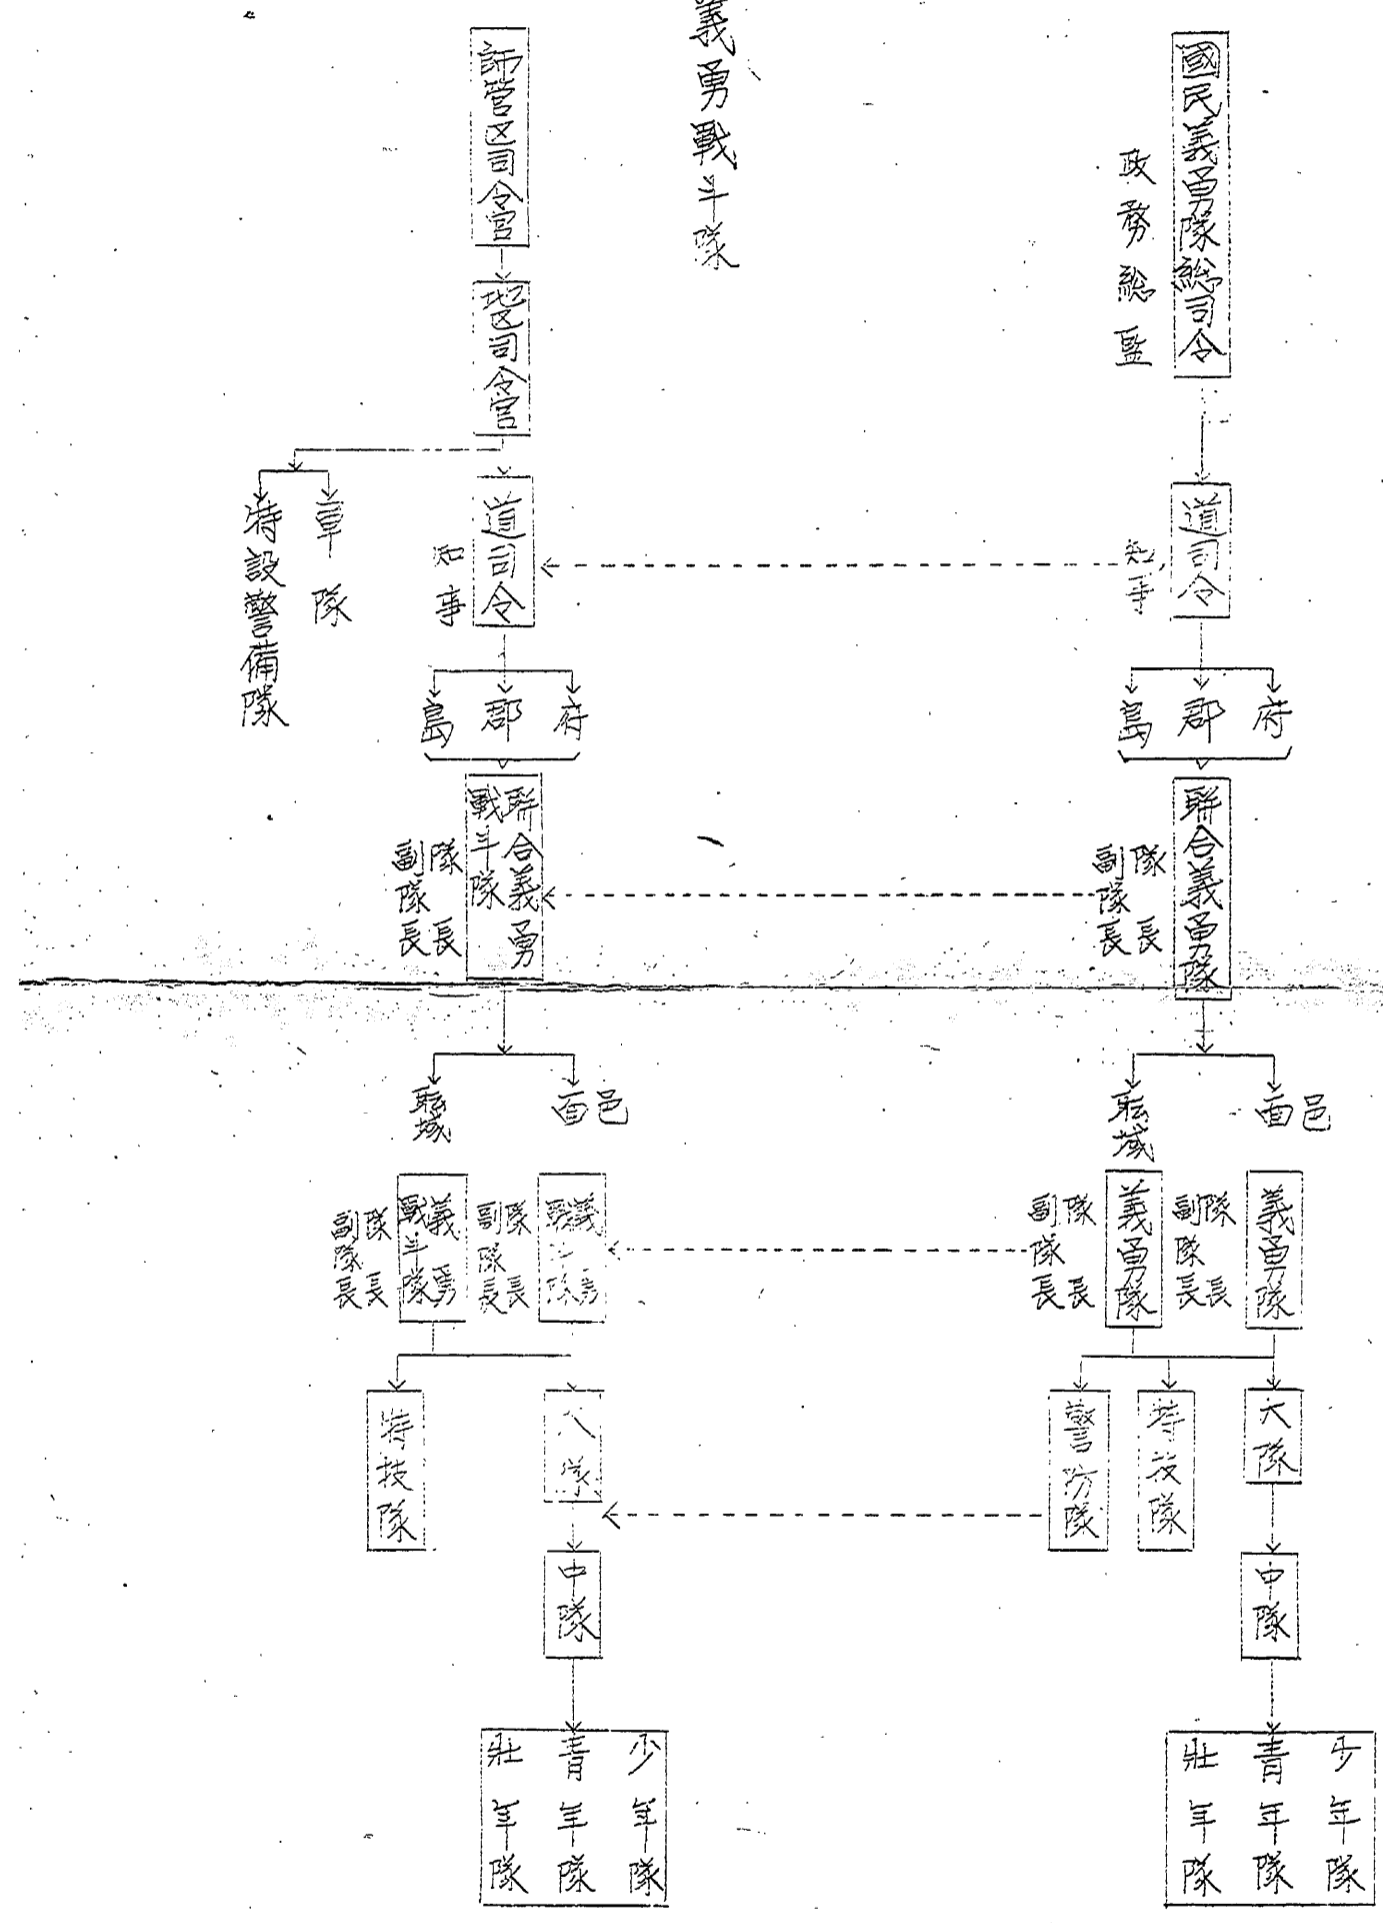 國民義勇隊総司令
政務総監
道司令
知事
府
郡
島
聯合義勇隊
隊長
副隊長
邑
面
職域
義勇隊
隊長
副隊長
義勇隊
隊長
副隊長
大隊
特技隊
警防隊
中隊
少年隊
青年隊
壯年隊
義勇戰斗隊
師管区司令官
地区司令官
道司令
知事
軍隊
特設警備隊
府
郡
島
聯合義勇
戰斗隊
隊長
副隊長
邑
面
職域
義勇
戰斗隊
隊長
副隊長
義勇
戰斗隊
隊長
副隊長
大隊
特技隊
中隊
少年隊
青年隊
壯年隊